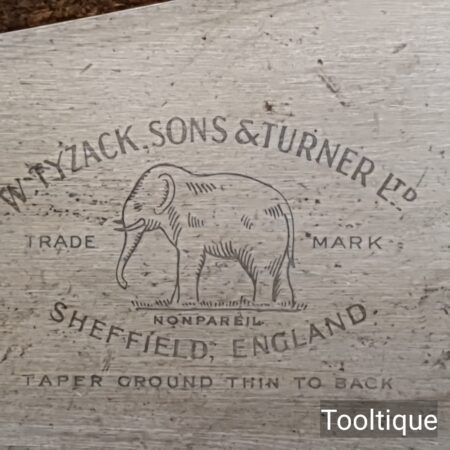 W. TYZACK, SONS & TURNER LTD.
TRADE MARK
NONPAREIL
SHEFFIELD, ENGLAND.
TAPER GROUND THIN TO BACK
Tooltique